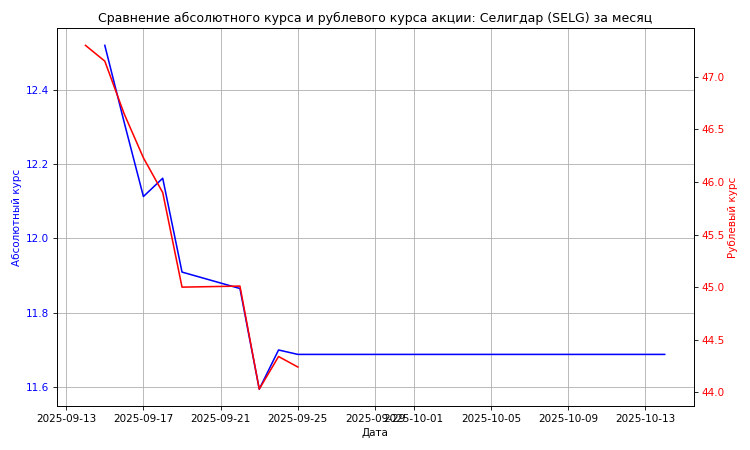 Сравнение абсолютного курса и рублевого курса акции: Селигдар (SELG) за месяц
Абсолютный курс
12.4
12.2
12.0
11.8
11.6
47.0
46.5
46.0
45.5
45.0
44.5
44.0
Рублевый курс
2025-09-13 2025-09-17 2025-09-21 2025-09-25 2025-09-29 2025-10-01 2025-10-05 2025-10-09 2025-10-13
Дата